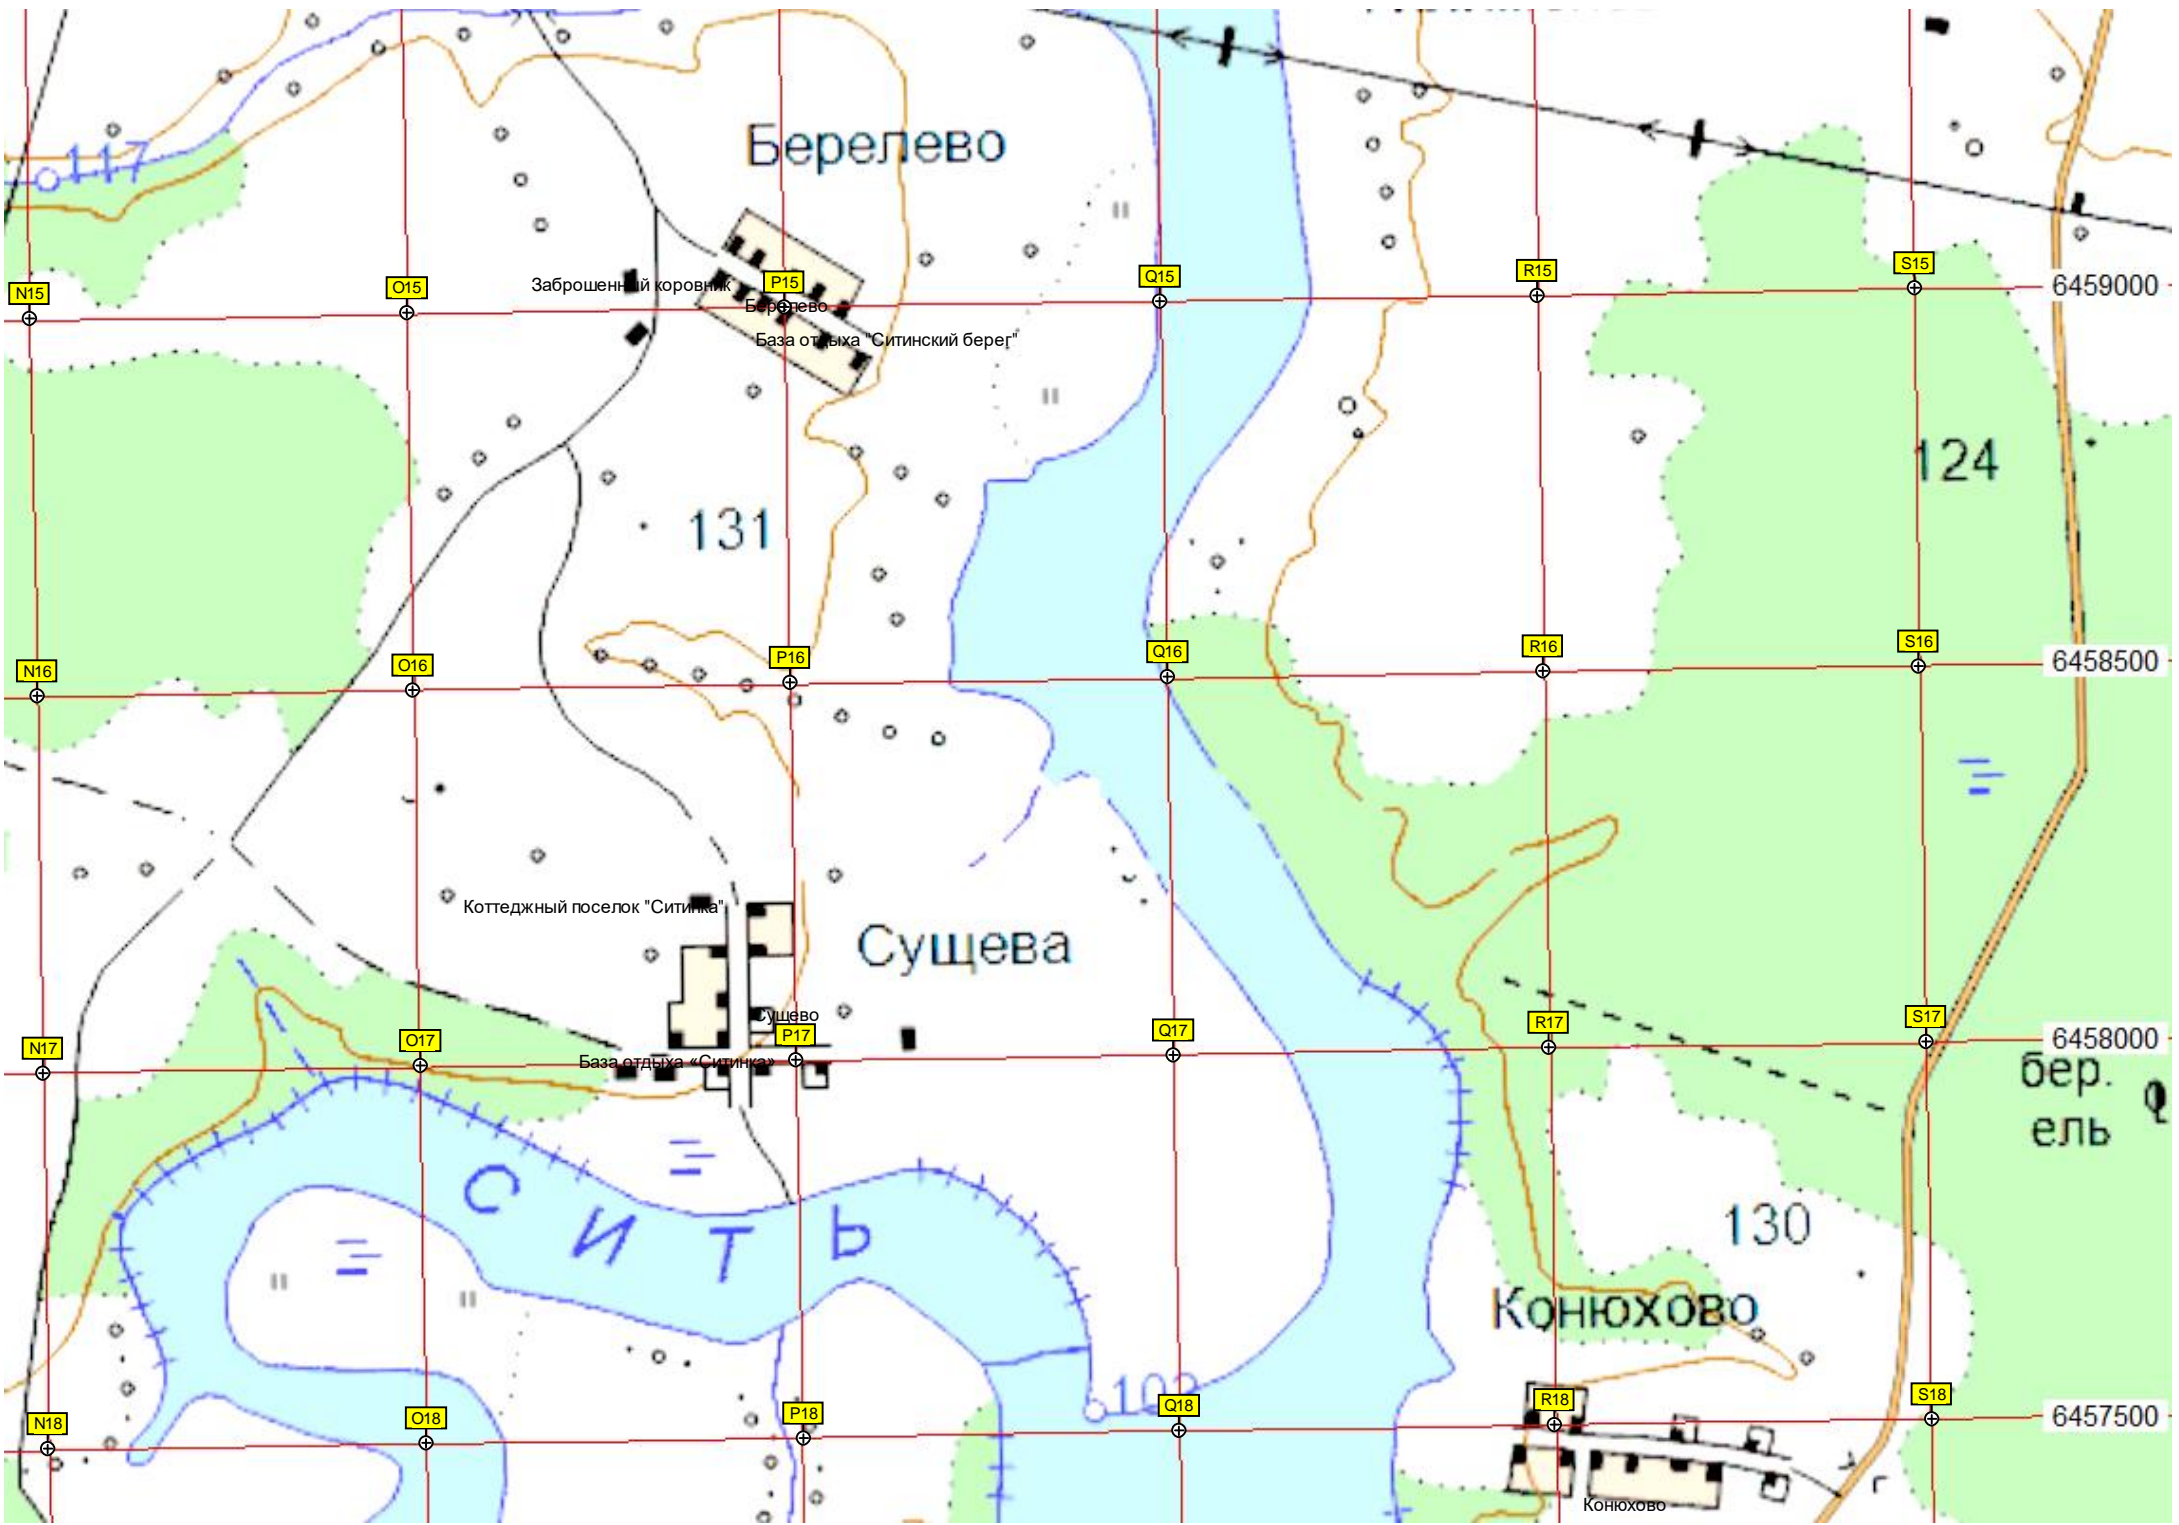 117
Берелево
N15
O15
Заброшенный коровник
P15
Q15
R15
S15
6459000
Берелево
База отдыха "Ситинский берег"
124
131
N16
O16
P16
Q16
R16
S16
6458500
Коттеджный поселок "Ситинка"
Сущева
Сущево
N17
O17
P17
Q17
R17
S17
6458000
База отдыха «Ситинка»
бер.
ель
СИТЬ
130
Конюхово
N18
O18
P18
Q18
R18
S18
6457500
Конюхово